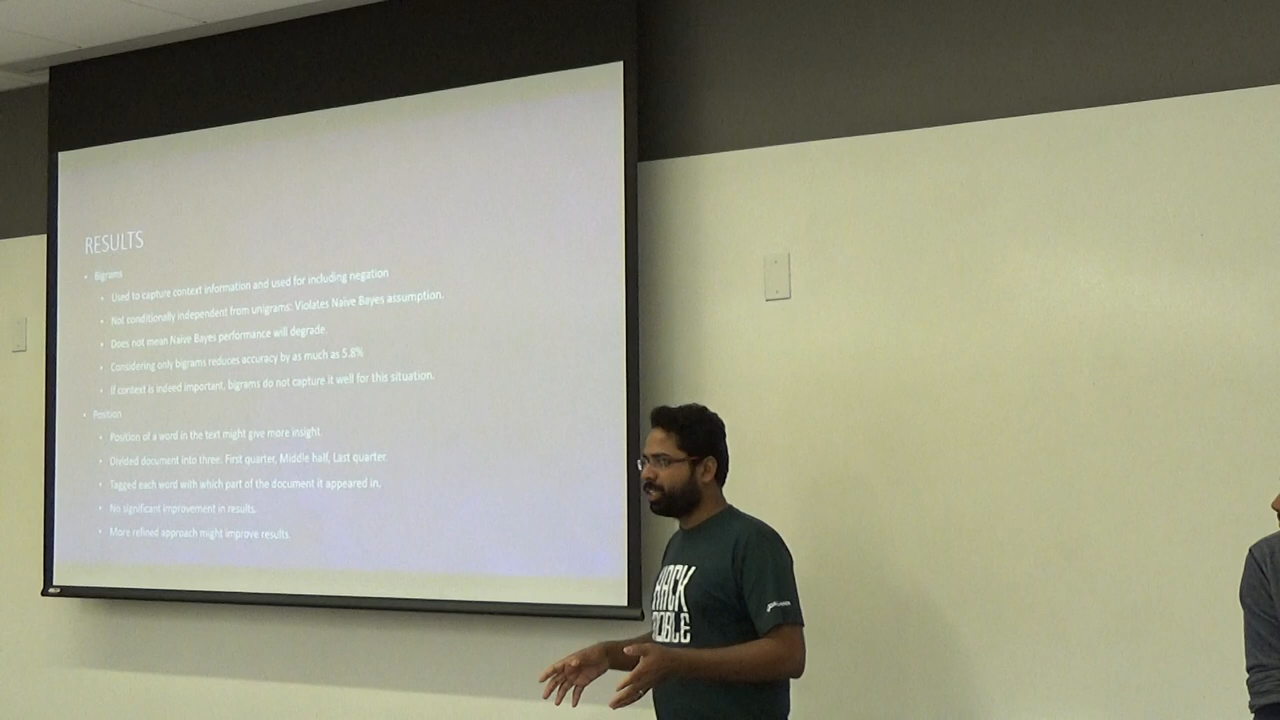 RESULTS
Bigrams
Used to capture context information and used for including negation
Not conditionally independent from unigrams: Violates Naïve Bayes assumption.
Does not mean Naïve Bayes performance will degrade.
Considering only bigrams reduces accuracy by as much as 5.8%
If context is indeed important, bigrams do not capture it well for this situation.
Position
Position of a word in the text might give more insight.
Divided document into three. First quarter, Middle half, Last quarter.
Tagged each word with which part of the document it appeared in.
No significant improvement in results.
More refined approach might improve results.
HACK